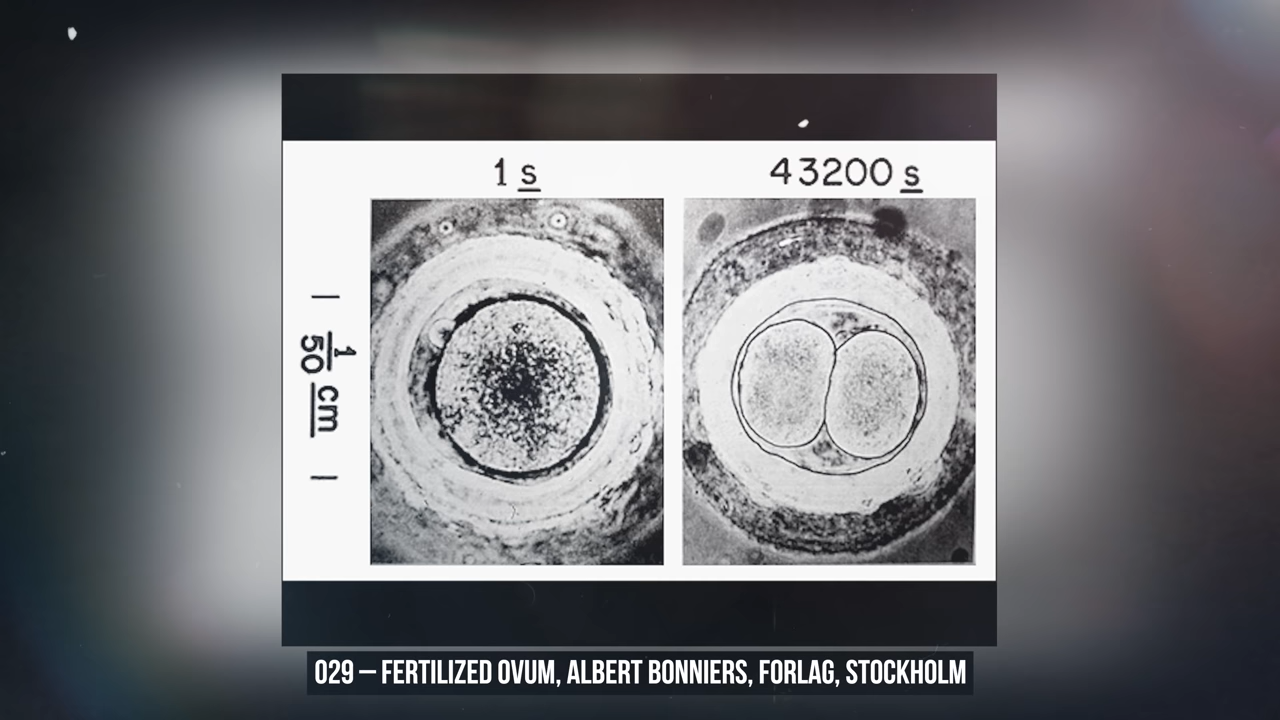 1 s
43200 s
1
50 cm
029 – FERTILIZED OVUM, ALBERT BONNIERS, FORLAG, STOCKHOLM